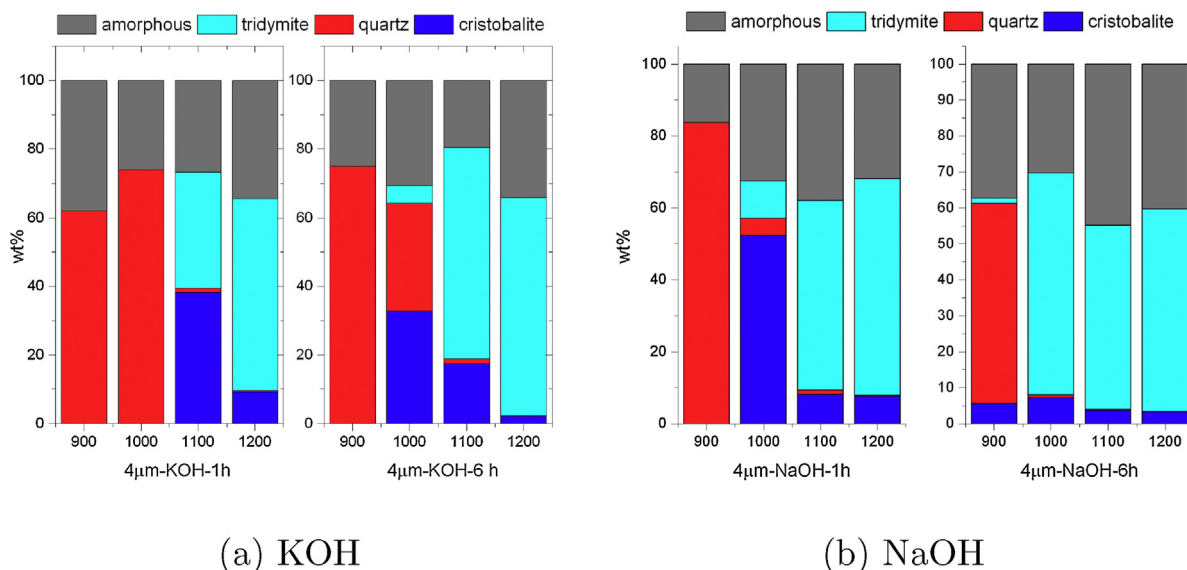 amorphous tridymite quartz cristobalite
100
80
60
40
20
0
wt%
900 1000 1100 1200
4μm-KOH-1h
100
80
60
40
20
0
900 1000 1100 1200
4μm-KOH-6 h
(a) KOH
amorphous tridymite quartz cristobalite
100
80
60
40
20
0
wt%
900 1000 1100 1200
4μm-NaOH-1h
100
90
80
70
60
50
40
30
20
10
0
900 1000 1100 1200
4μm-NaOH-6h
(b) NaOH